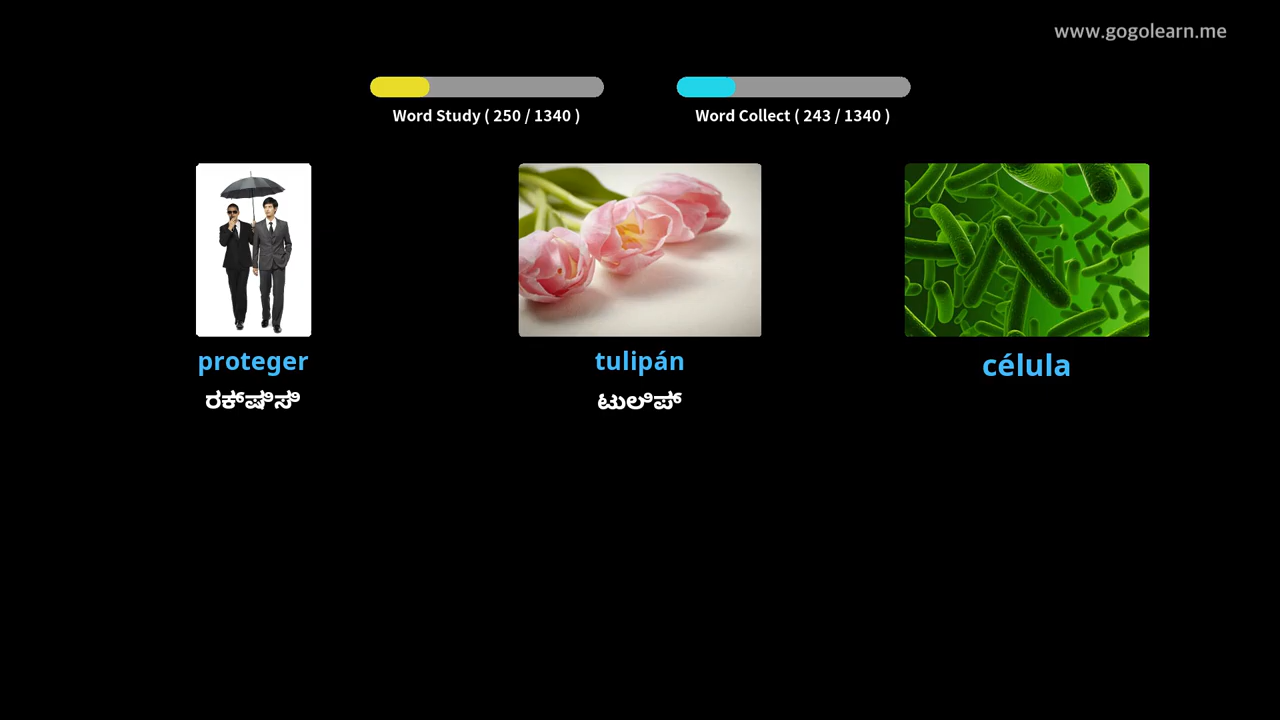 www.gogolearn.me
Word Study ( 250 / 1340 )
Word Collect ( 243 / 1340 )
proteger
ರಕ್ಷಿಸಿ
tulipán
ಟುಲಿಪ್
célula